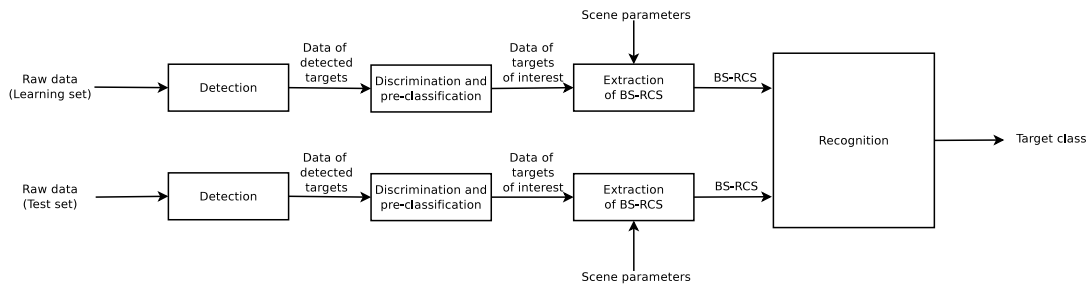 Scene parameters
Raw data
(Learning set)
Detection
Data of
detected
targets
Discrimination and
pre-classification
Data of
targets
of interest
Extraction
of BS-RCS
BS-RCS
Recognition
Target class
Raw data
(Test set)
Detection
Data of
detected
targets
Discrimination and
pre-classification
Data of
targets
of interest
Extraction
of BS-RCS
BS-RCS
Scene parameters